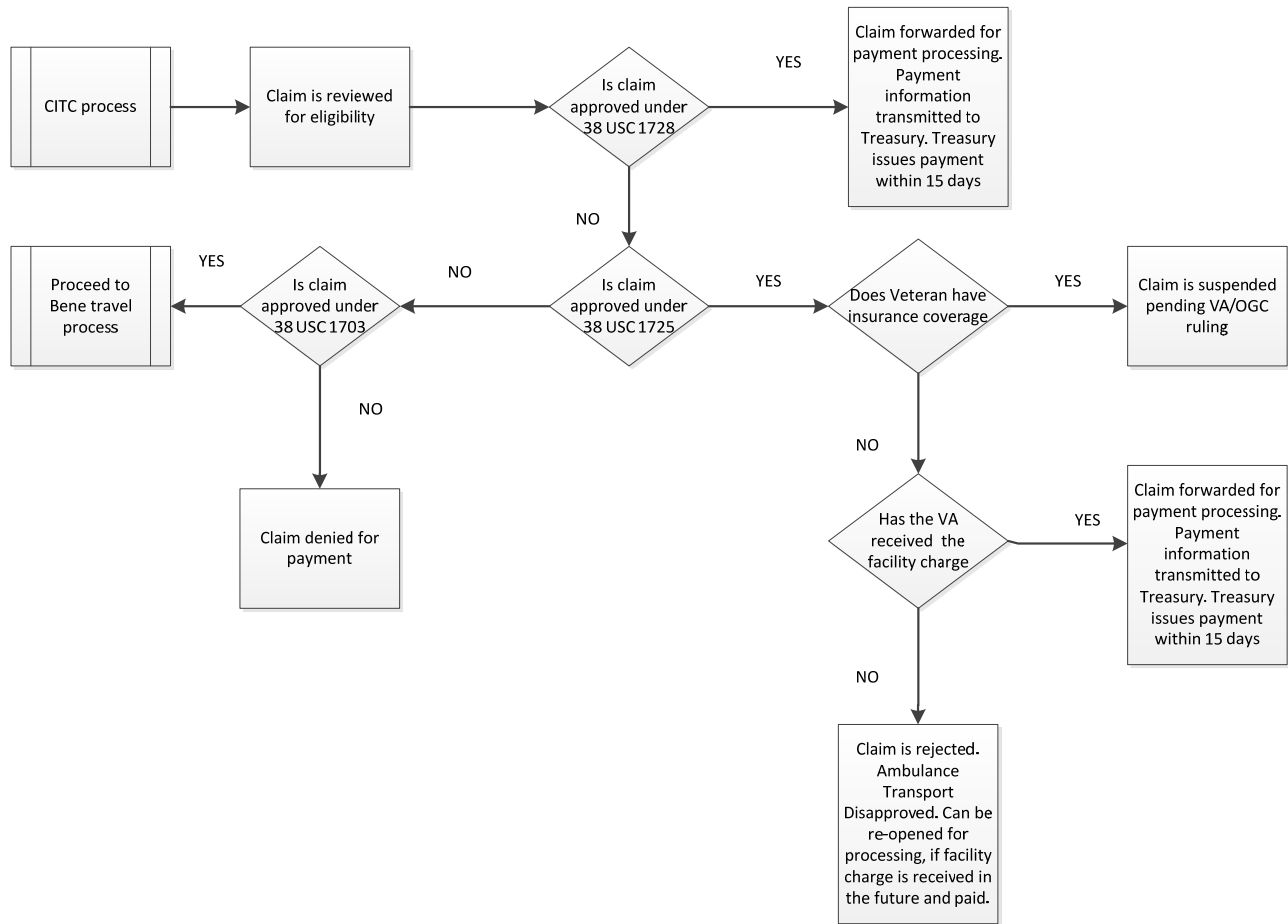 CITC process
Claim is reviewed
for eligibility
Is claim
approved under
38 USC 1728
YES
Claim forwarded for
payment processing.
Payment
information
transmitted to
Treasury. Treasury
issues payment
within 15 days
NO
Proceed to
Bene travel
process
YES
Is claim
approved under
38 USC 1703
NO
Is claim
approved under
38 USC 1725
YES
Does Veteran have
insurance coverage
YES
Claim is suspended
pending VA/OGC
ruling
NO
Claim denied for
payment
NO
Has the VA
received the
facility charge
YES
Claim forwarded for
payment processing.
Payment
information
transmitted to
Treasury. Treasury
issues payment
within 15 days
NO
Claim is rejected.
Ambulance
Transport
Disapproved. Can be
re-opened for
processing, if facility
charge is received in
the future and paid.